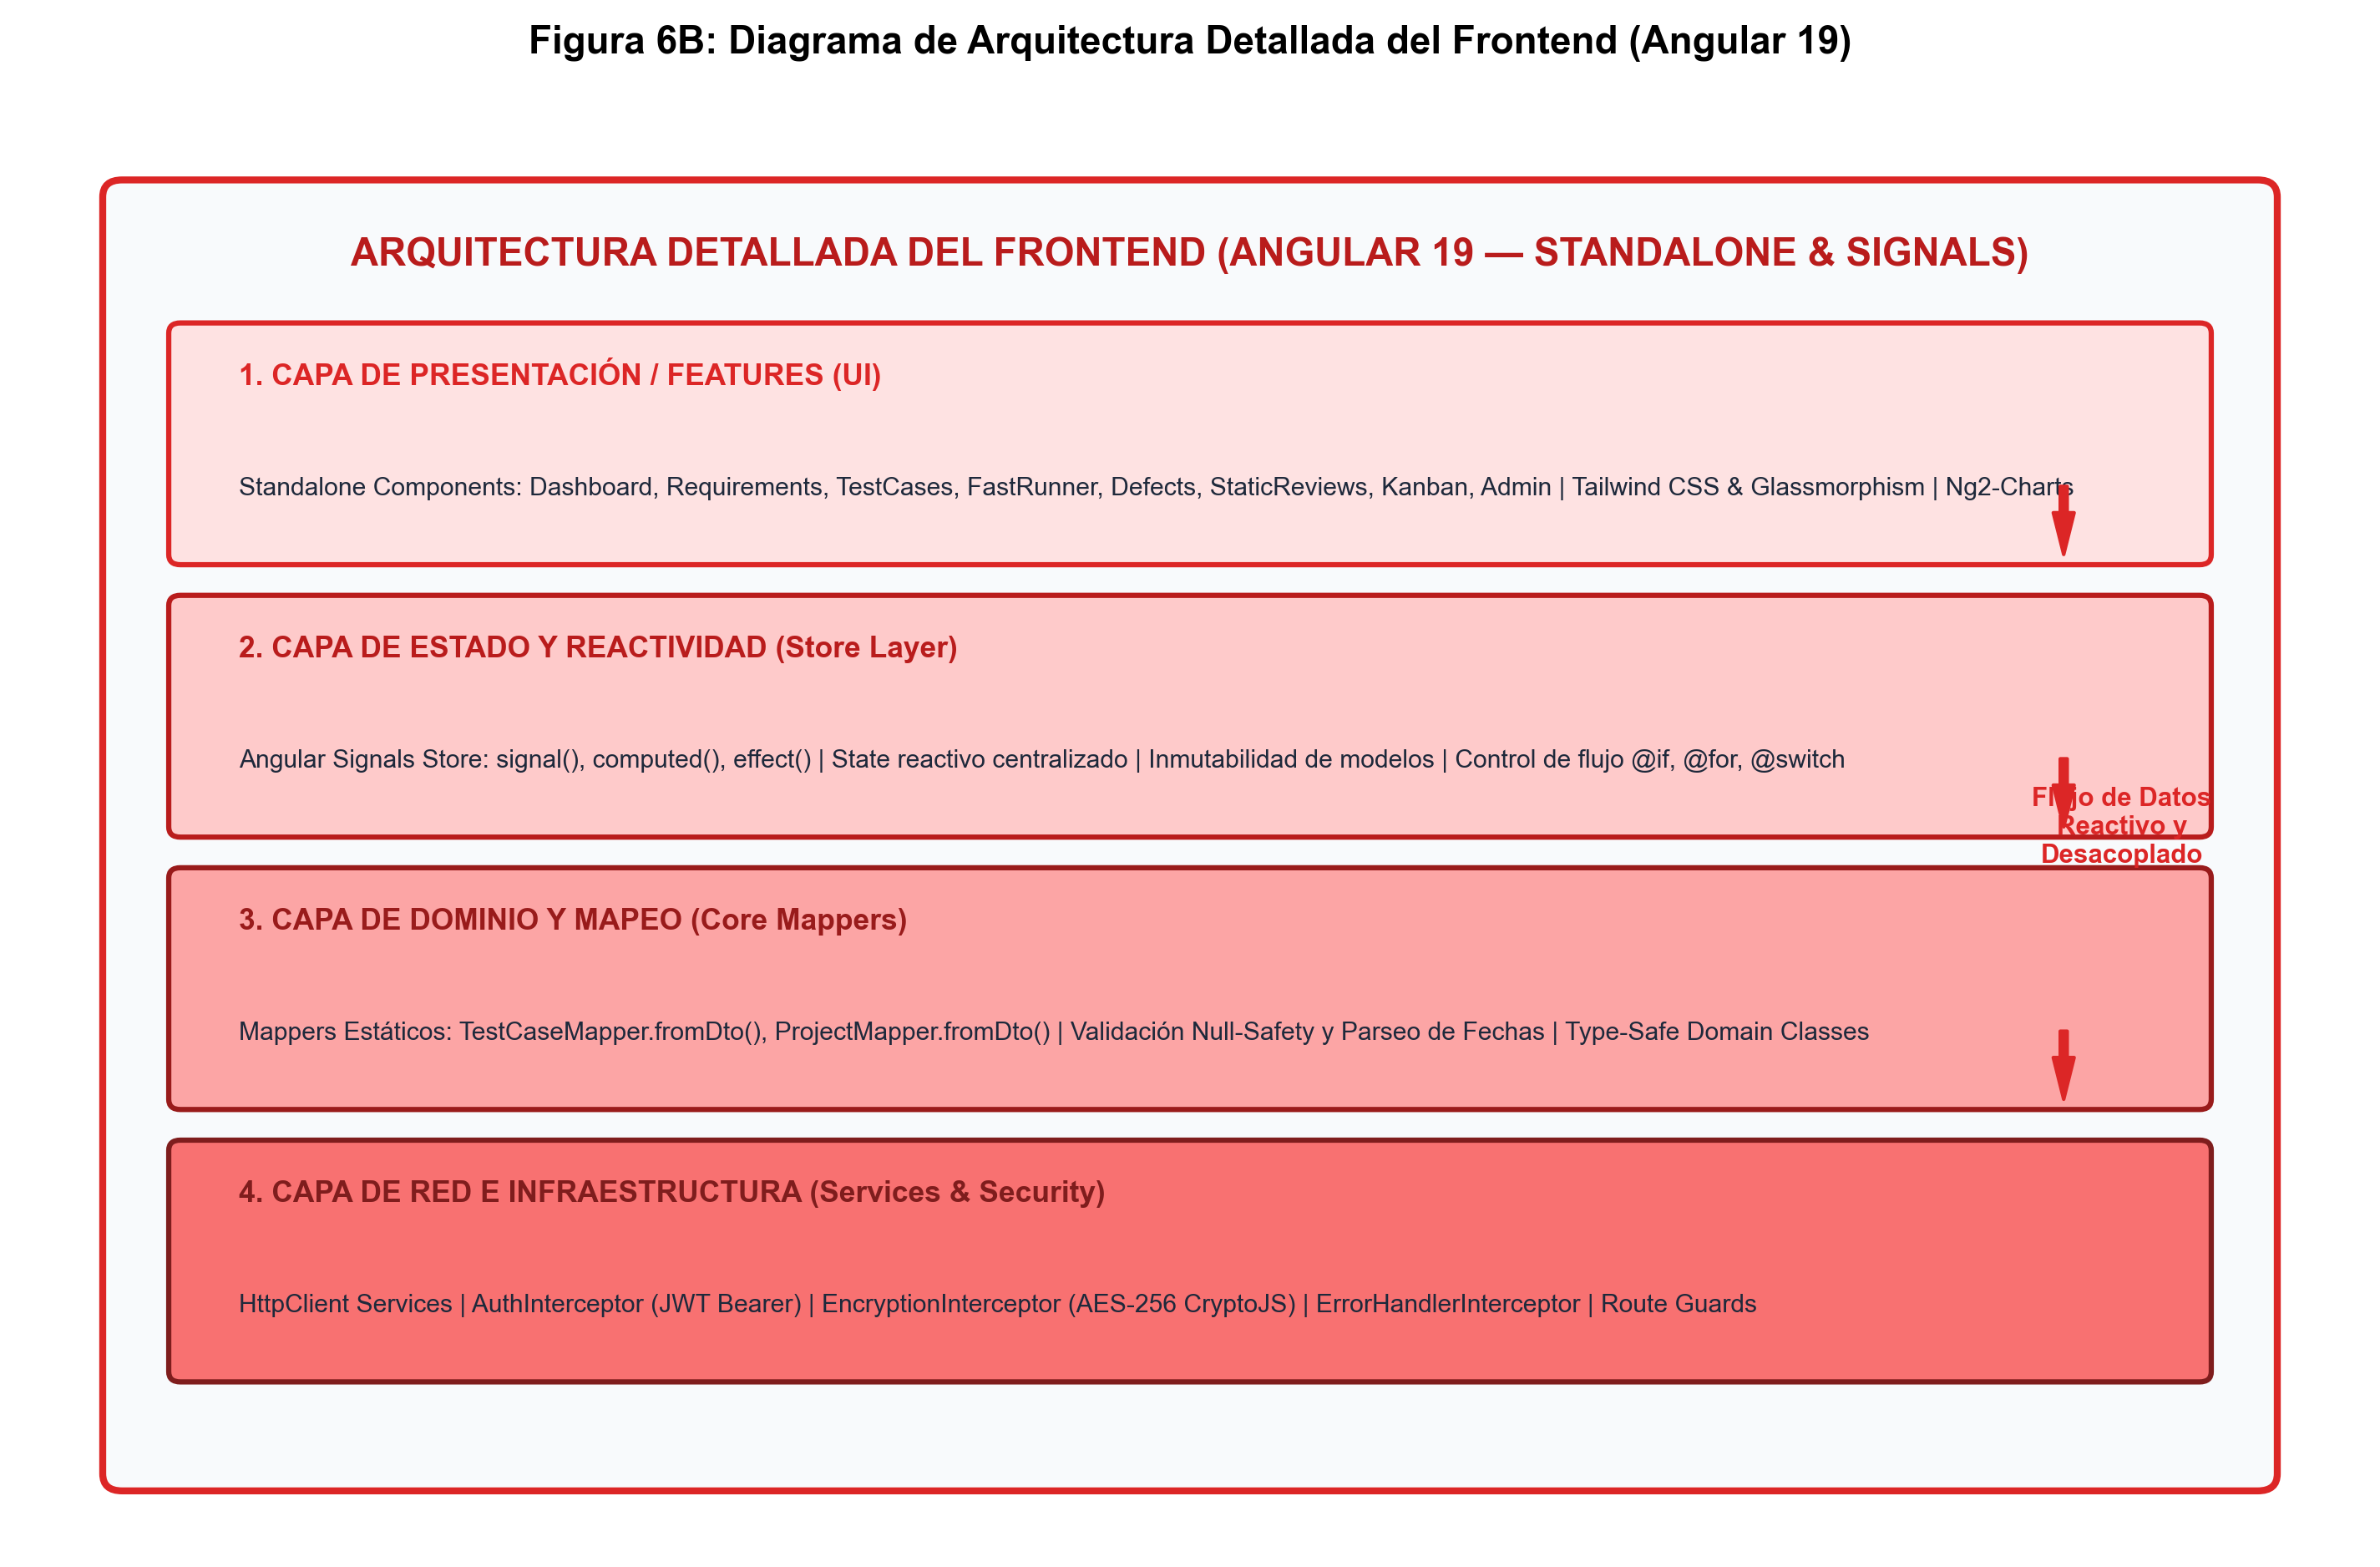 Figura 6B: Diagrama de Arquitectura Detallada del Frontend (Angular 19)
ARQUITECTURA DETALLADA DEL FRONTEND (ANGULAR 19 — STANDALONE & SIGNALS)
1. CAPA DE PRESENTACIÓN / FEATURES (UI)
Standalone Components: Dashboard, Requirements, TestCases, FastRunner, Defects, StaticReviews, Kanban, Admin | Tailwind CSS & Glassmorphism | Ng2-Charts
2. CAPA DE ESTADO Y REACTIVIDAD (Store Layer)
Angular Signals Store: signal(), computed(), effect() | State reactivo centralizado | Inmutabilidad de modelos | Control de flujo @if, @for, @switch
Flujo de Datos
Reactivo y
Desacoplado
3. CAPA DE DOMINIO Y MAPEO (Core Mappers)
Mappers Estáticos: TestCaseMapper.fromDto(), ProjectMapper.fromDto() | Validación Null-Safety y Parseo de Fechas | Type-Safe Domain Classes
4. CAPA DE RED E INFRAESTRUCTURA (Services & Security)
HttpClient Services | AuthInterceptor (JWT Bearer) | EncryptionInterceptor (AES-256 CryptoJS) | ErrorHandlerInterceptor | Route Guards